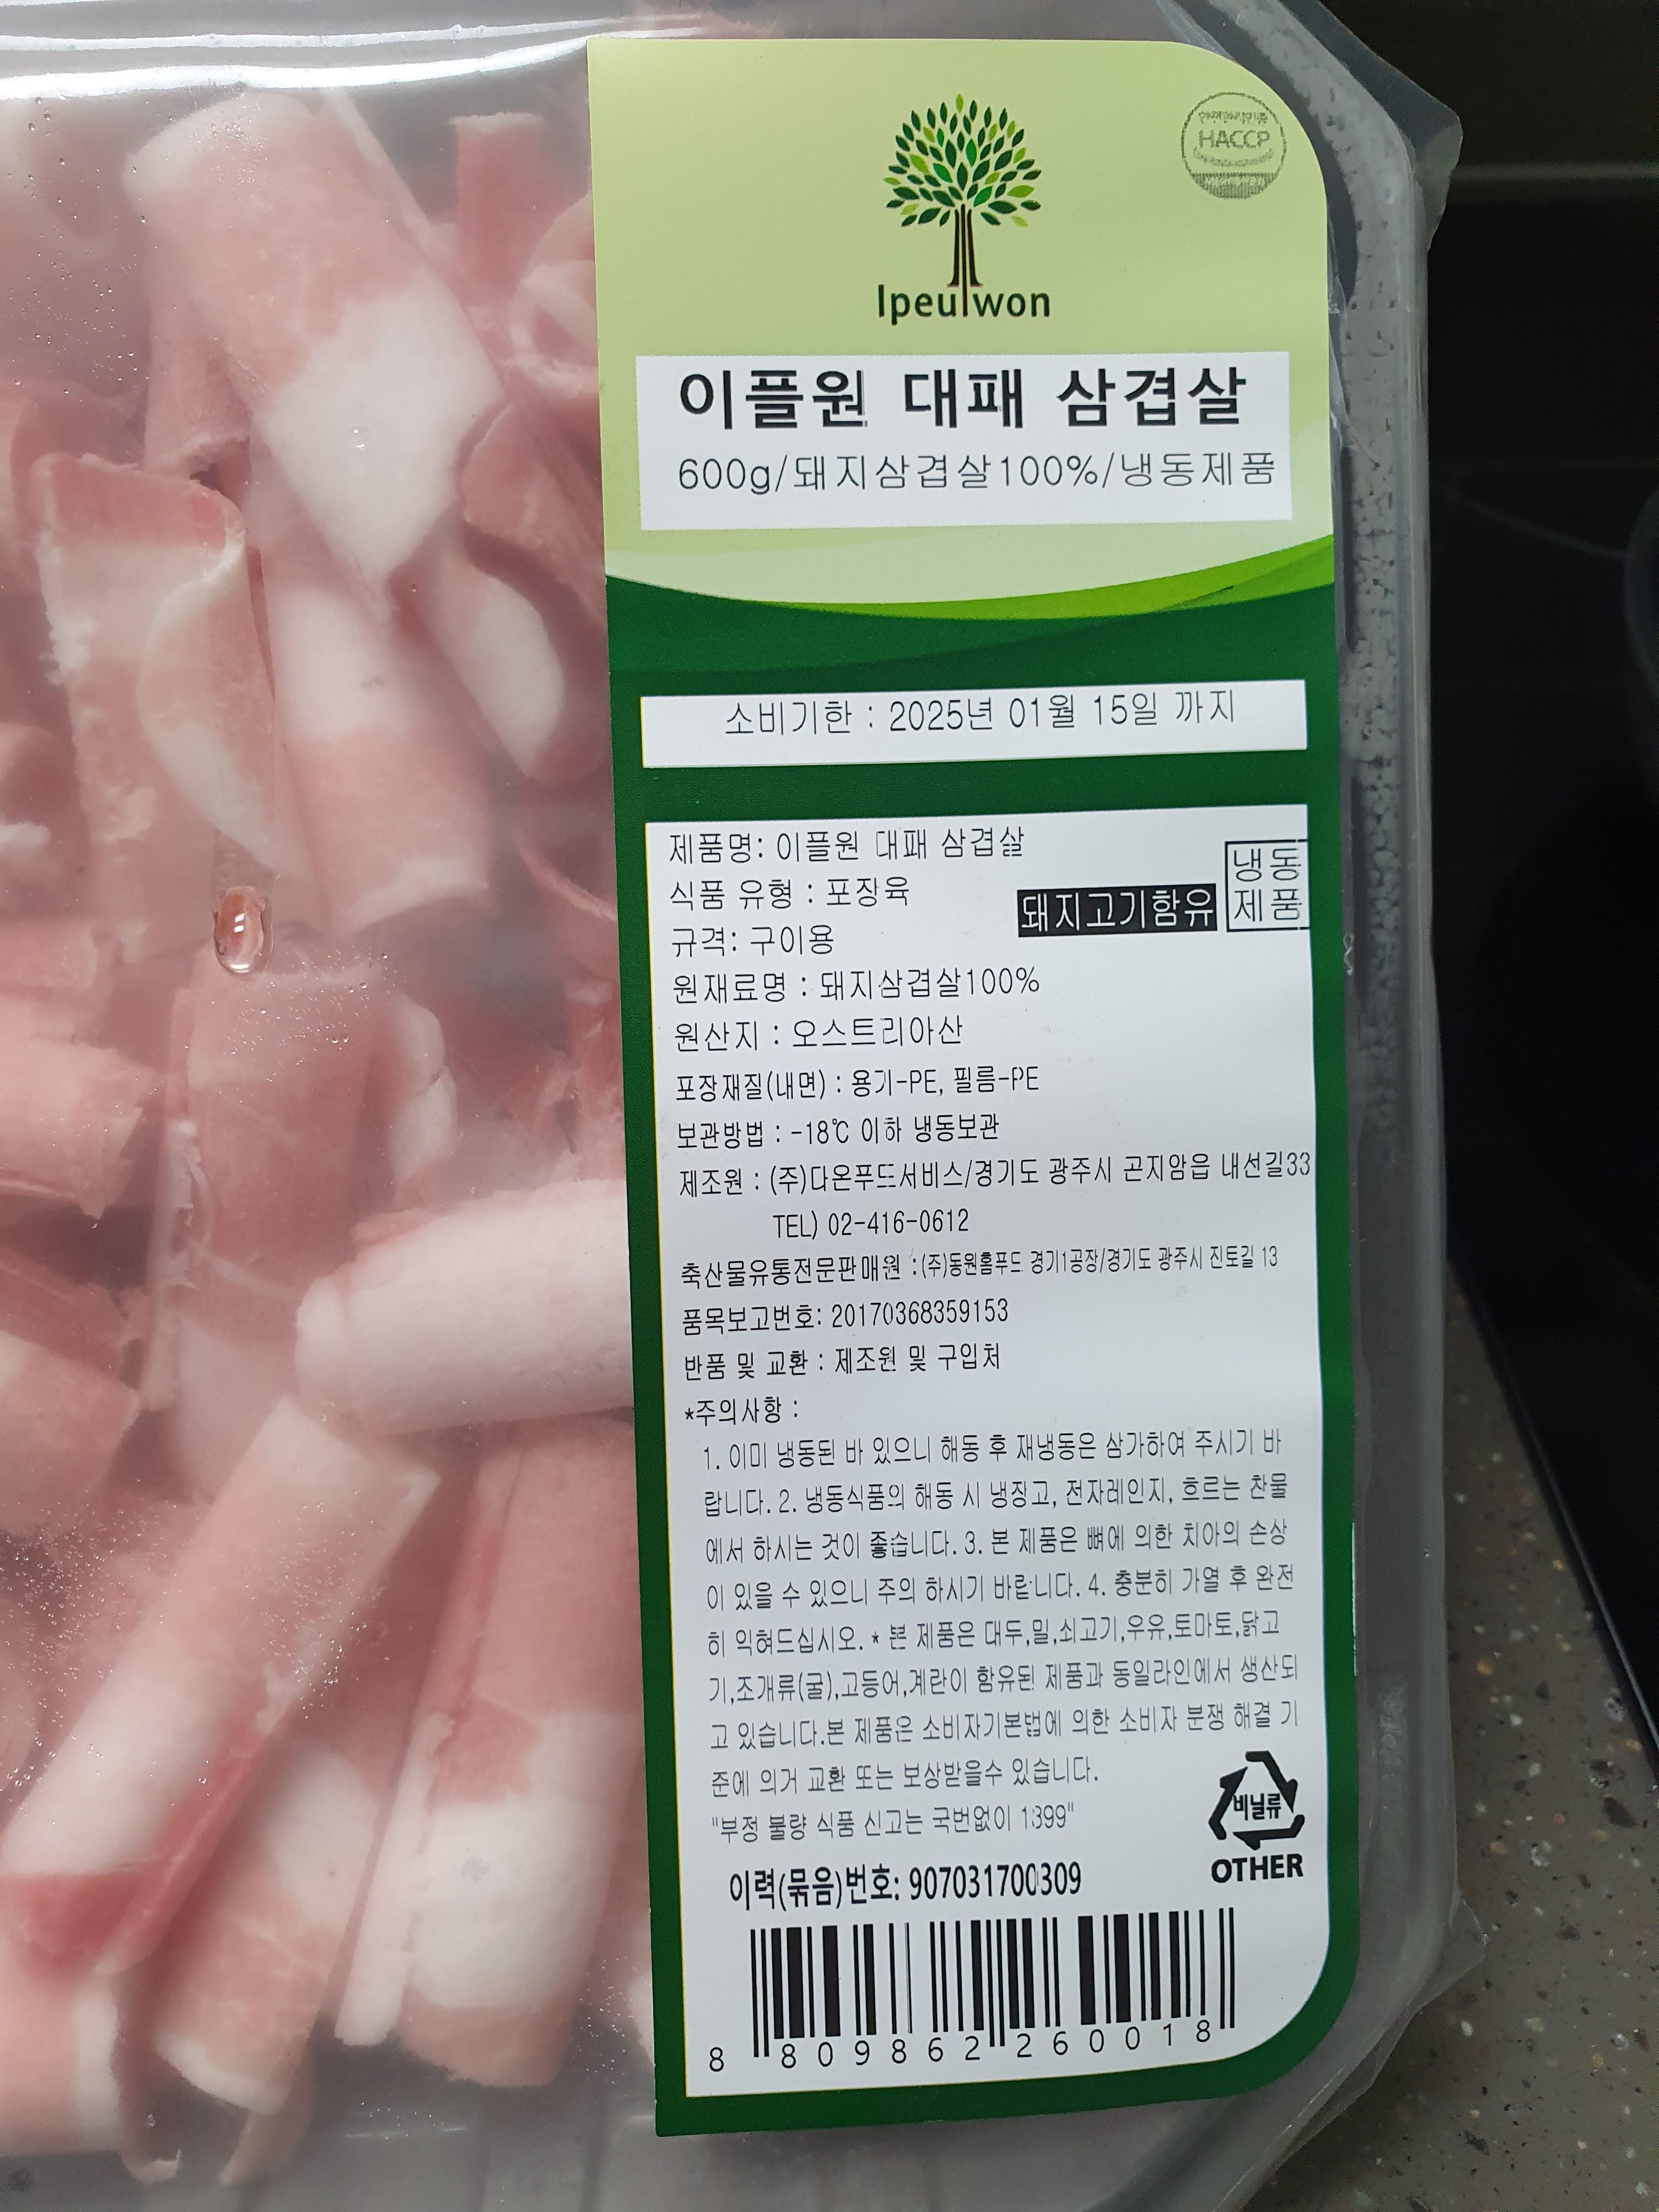 HACCP
Ipeulwon
이플원 대패 삼겹살
600g/돼지삼겹살100%/냉동제품
소비기한 : 2025년 01월 15일 까지
제품명: 이플원 대패 삼겹살
식품 유형 : 포장육
돼지고기함유
냉동
제품
규격: 구이용
원재료명 : 돼지삼겹살100%
원산지 : 오스트리아산
포장재질(내면) : 용기-PE, 필름-PE
보관방법 : -18℃ 이하 냉동보관
제조원 : (주)다온푸드서비스/경기도 광주시 곤지암읍 내선길33
TEL) 02-416-0612
축산물유통전문판매원 :(주)동원홈푸드 경기1공장/경기도 광주시 진토길 13
품목보고번호: 20170368359153
반품 및 교환 : 제조원 및 구입처
*주의사항 :
1. 이미 냉동된 바 있으니 해동 후 재냉동은 삼가하여 주시기 바
랍니다. 2. 냉동식품의 해동 시 냉장고, 전자레인지, 흐르는 찬물
에서 하시는 것이 좋습니다. 3. 본 제품은 뼈에 의한 치아의 손상
이 있을 수 있으니 주의 하시기 바랍니다. 4. 충분히 가열 후 완전
히 익혀드십시오. * 본 제품은 대두,밀,쇠고기,우유,토마토,닭고
기,조개류(굴),고등어,계란이 함유된 제품과 동일라인에서 생산되
고 있습니다.본 제품은 소비자기본법에 의한 소비자 분쟁 해결 기
준에 의거 교환 또는 보상받을수 있습니다.
"부정 불량 식품 신고는 국번없이 1399"
비닐류
OTHER
이력(묶음)번호: 907031700309
8 809862 260018